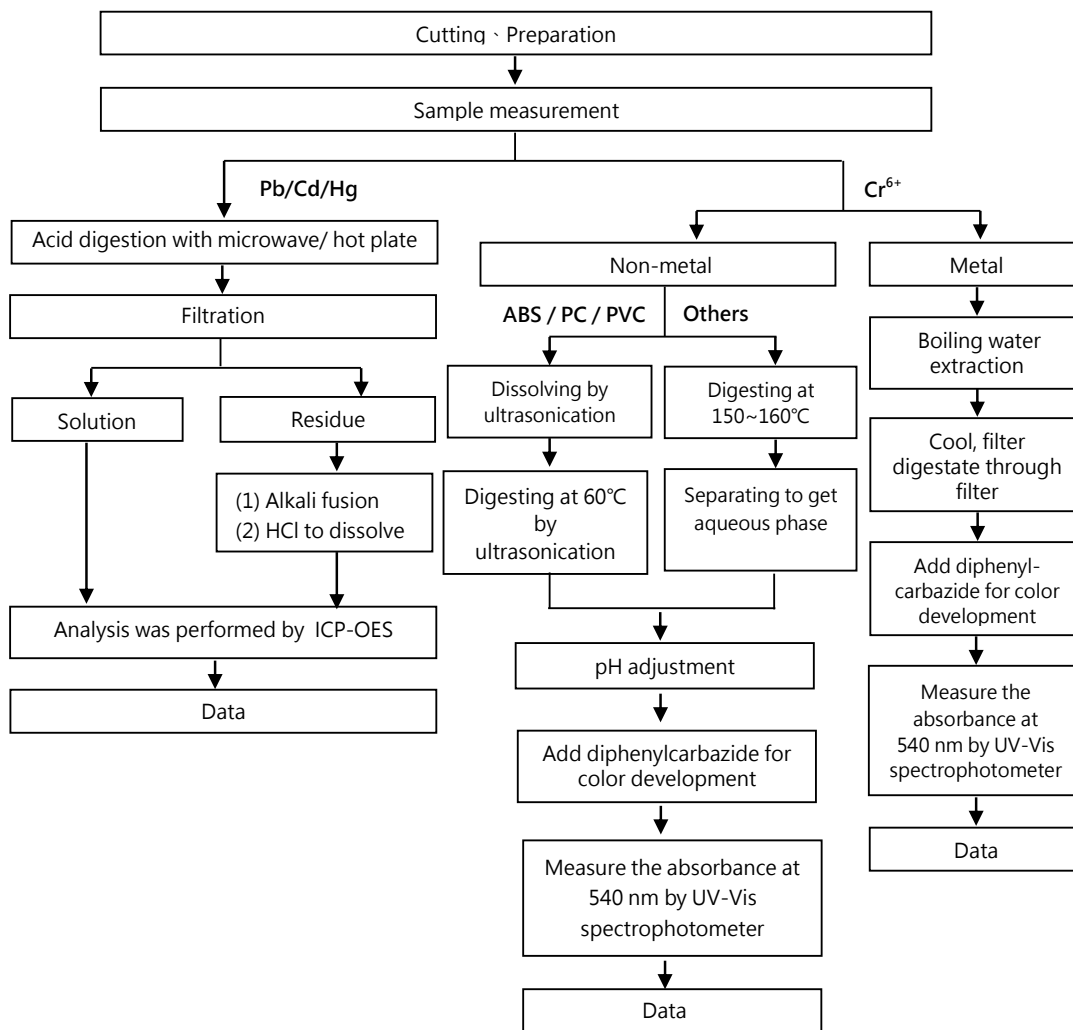 Cutting、Preparation
Sample measurement
Pb/Cd/Hg
Cr6+
Acid digestion with microwave/ hot plate
Filtration
Solution
Residue
(1) Alkali fusion
(2) HCl to dissolve
Analysis was performed by ICP-OES
Data
Non-metal
ABS / PC / PVC
Others
Dissolving by
ultrasonication
Digesting at
150~160℃
Digesting at 60℃
by
ultrasonication
Separating to get
aqueous phase
pH adjustment
Add diphenylcarbazide for
color development
Measure the absorbance at
540 nm by UV-Vis
spectrophotometer
Data
Metal
Boiling water
extraction
Cool, filter
digestate through
filter
Add diphenyl-
carbazide for color
development
Measure the
absorbance at
540 nm by UV-Vis
spectrophotometer
Data